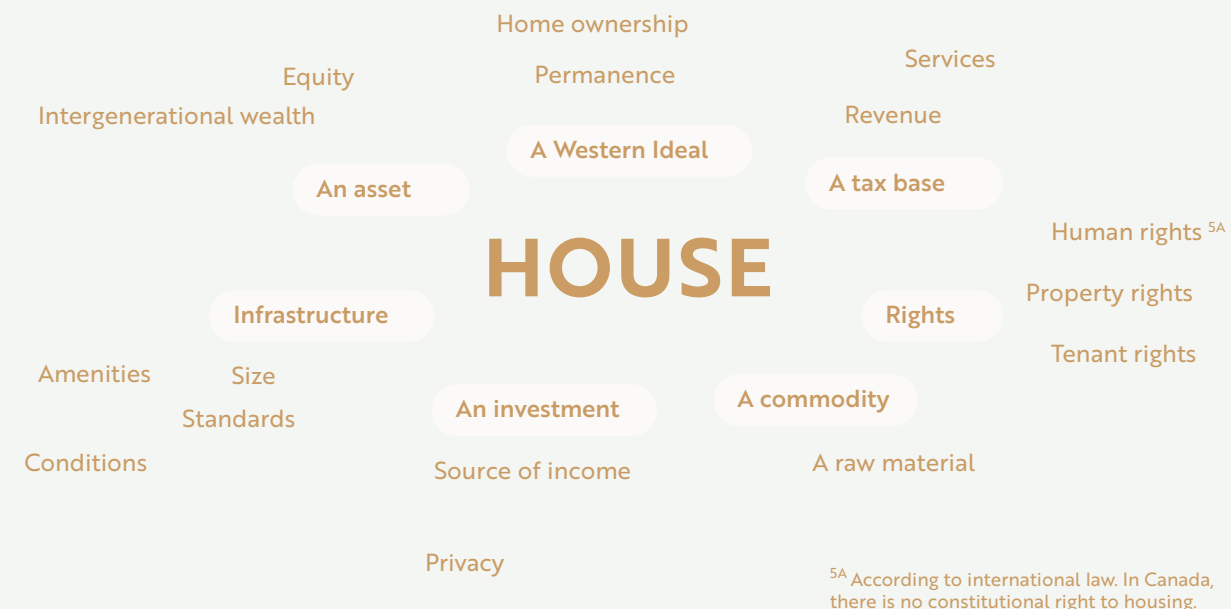 Home ownership
Services
Equity
Permanence
Intergenerational wealth
Revenue
A Western Ideal
An asset
A tax base
Human rights 5A
HOUSE
Property rights
Infrastructure
Rights
Tenant rights
Amenities
Size
An investment
A commodity
Standards
Conditions
Source of income
A raw material
Privacy
5A According to international law. In Canada,
there is no constitutional right to housing.